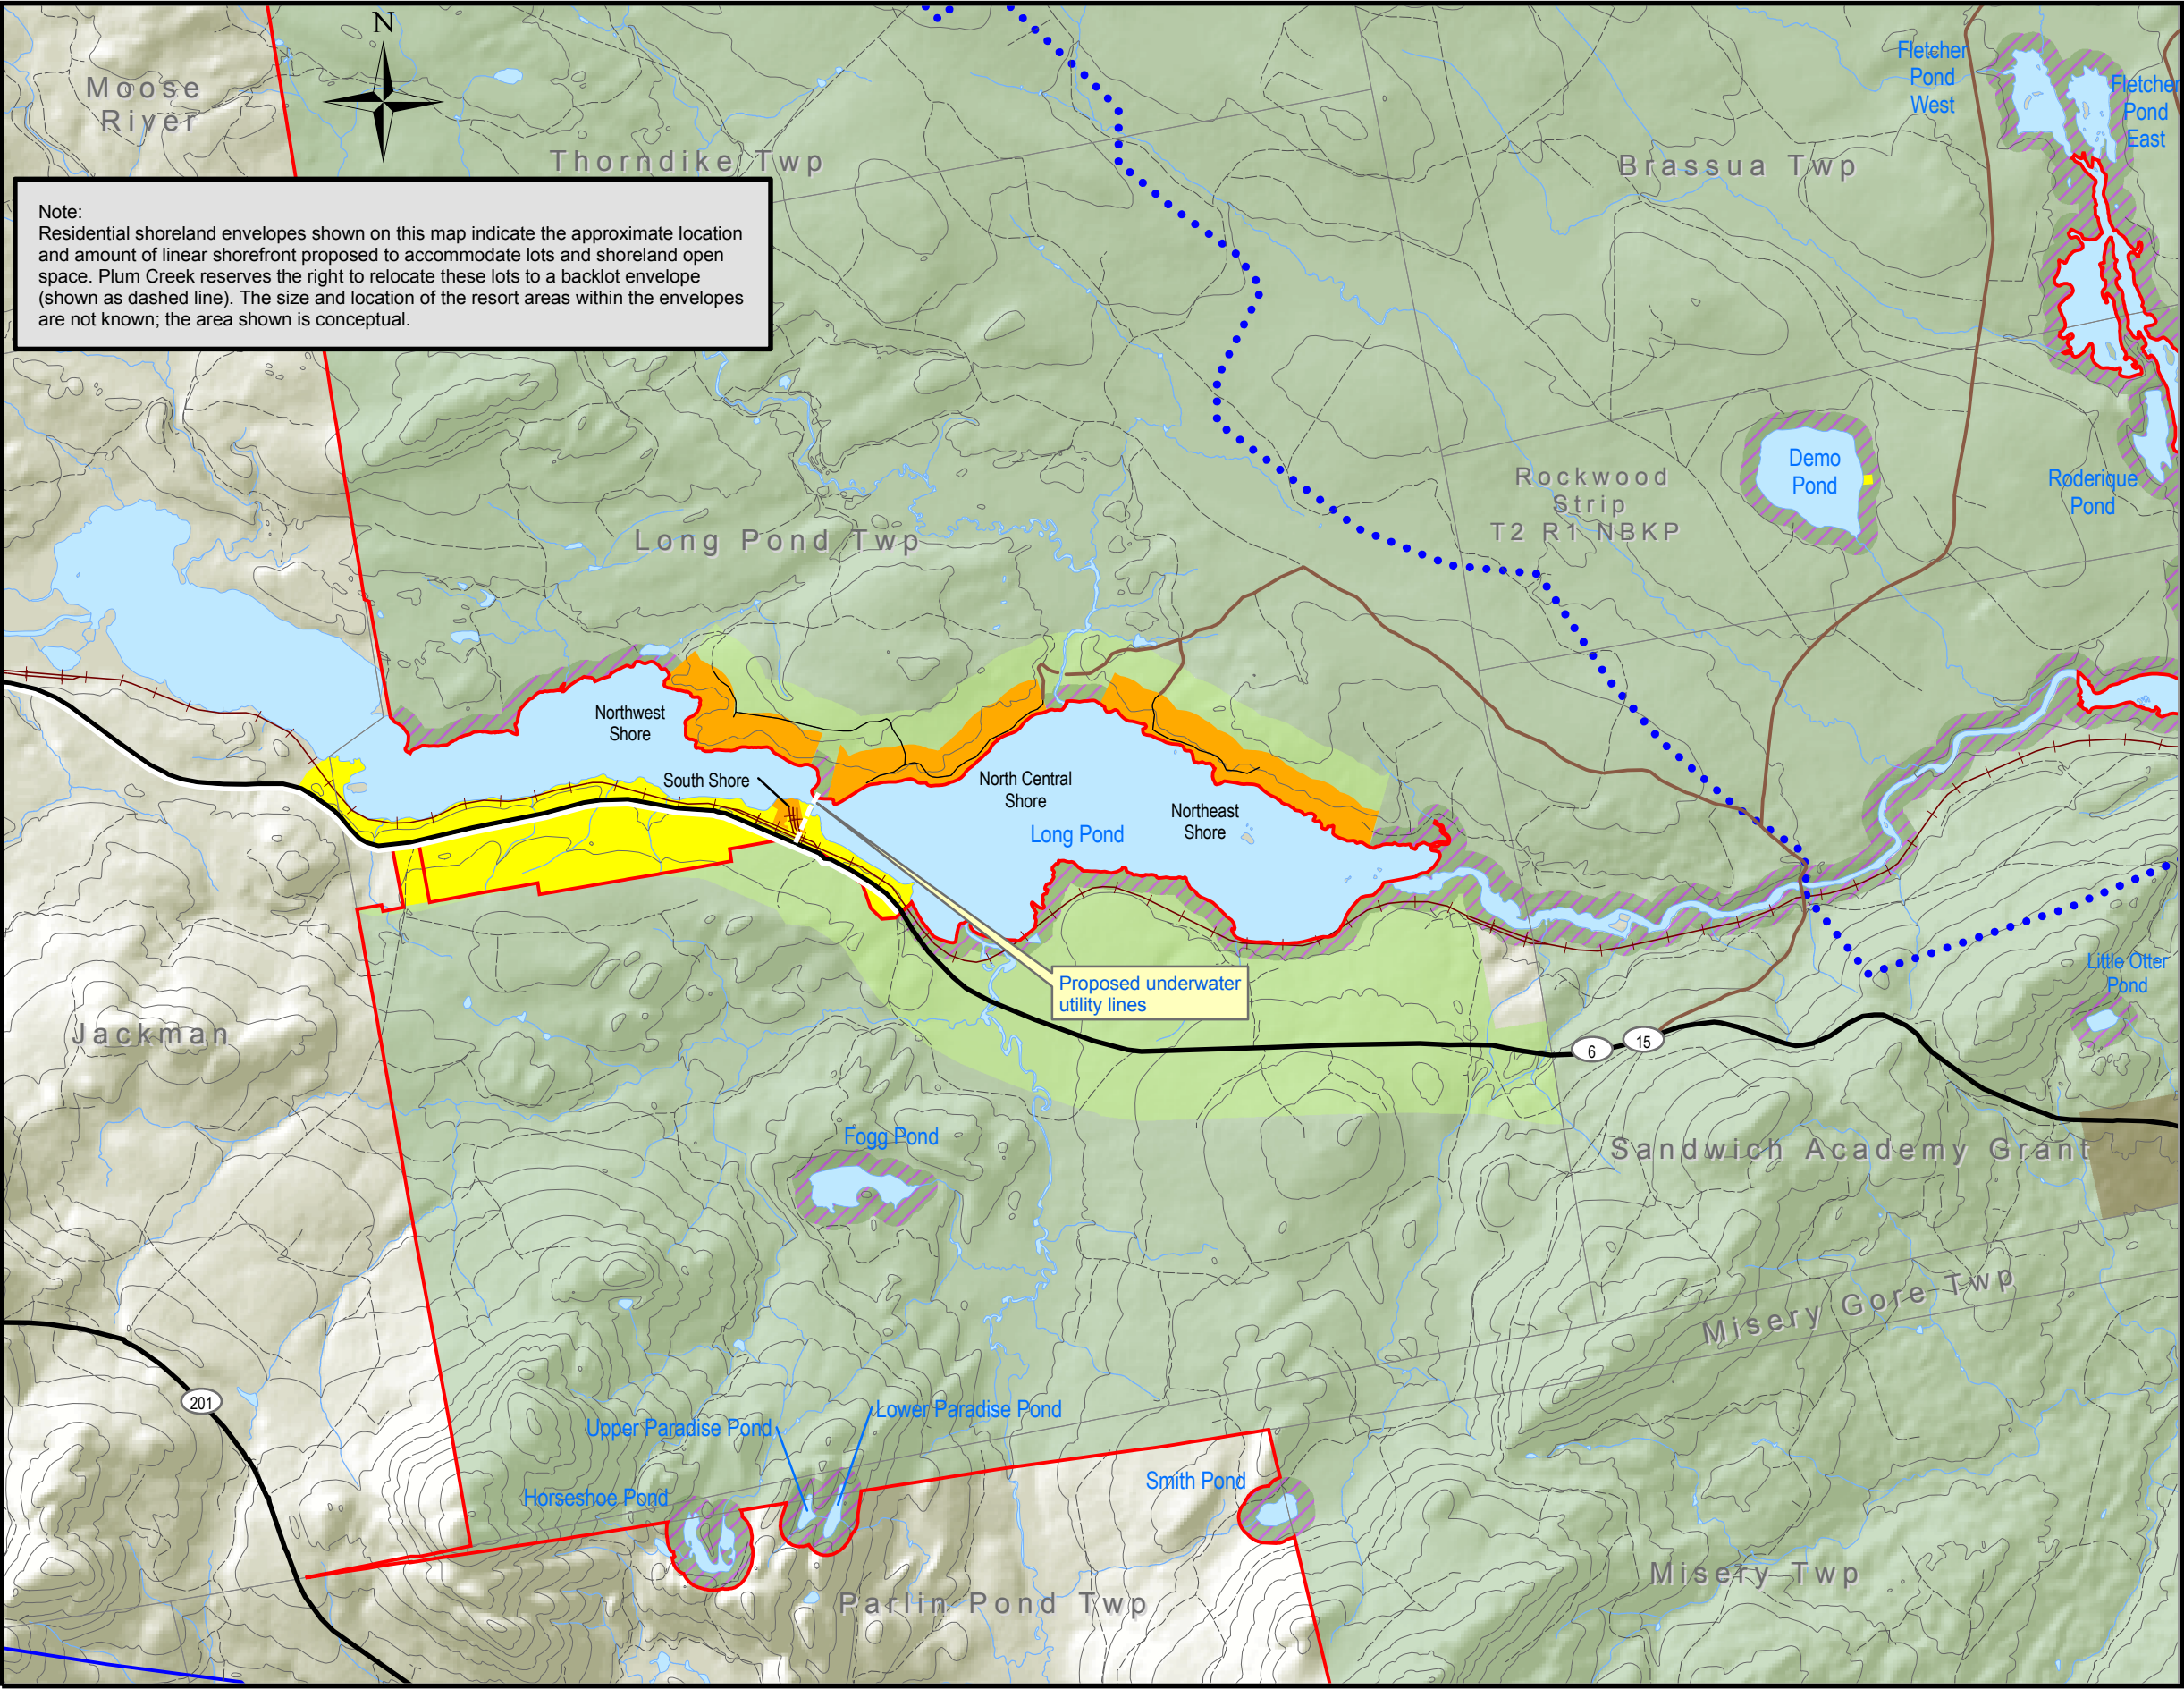 N
Moose
River
Thorndike Twp
Brassua Twp
Fletcher
Pond
West
Fletcher
Pond
East
Note:
Residential shoreland envelopes shown on this map indicate the approximate location
and amount of linear shorefront proposed to accommodate lots and shoreland open
space. Plum Creek reserves the right to relocate these lots to a backlot envelope
(shown as dashed line). The size and location of the resort areas within the envelopes
are not known; the area shown is conceptual.
Long Pond Twp
Rockwood
Strip
T2 R1 NBKP
Demo
Pond
Roderique
Pond
Northwest
Shore
South Shore
North Central
Shore
Northeast
Shore
Long Pond
Proposed underwater
utility lines
Little Otter
Pond
Jackman
6
15
Fogg Pond
Sandwich Academy Grant
Misery Gore Twp
201
Upper Paradise Pond
Lower Paradise Pond
Horseshoe Pond
Smith Pond
Parlin Pond Twp
Misery Twp